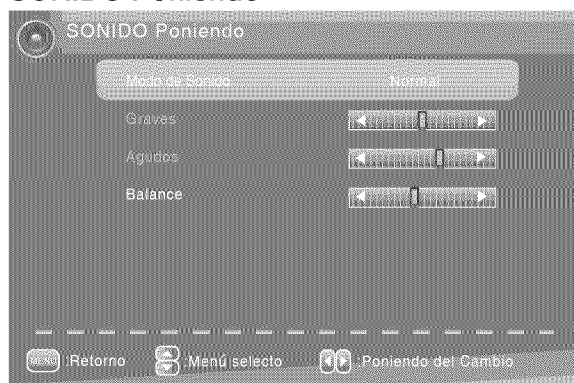 SONIDO Poniendo
Modo de Sonido Normal
Graves
Agudos
Balance
MENU :Retorno :Menú selecto :Poniendo del Cambio